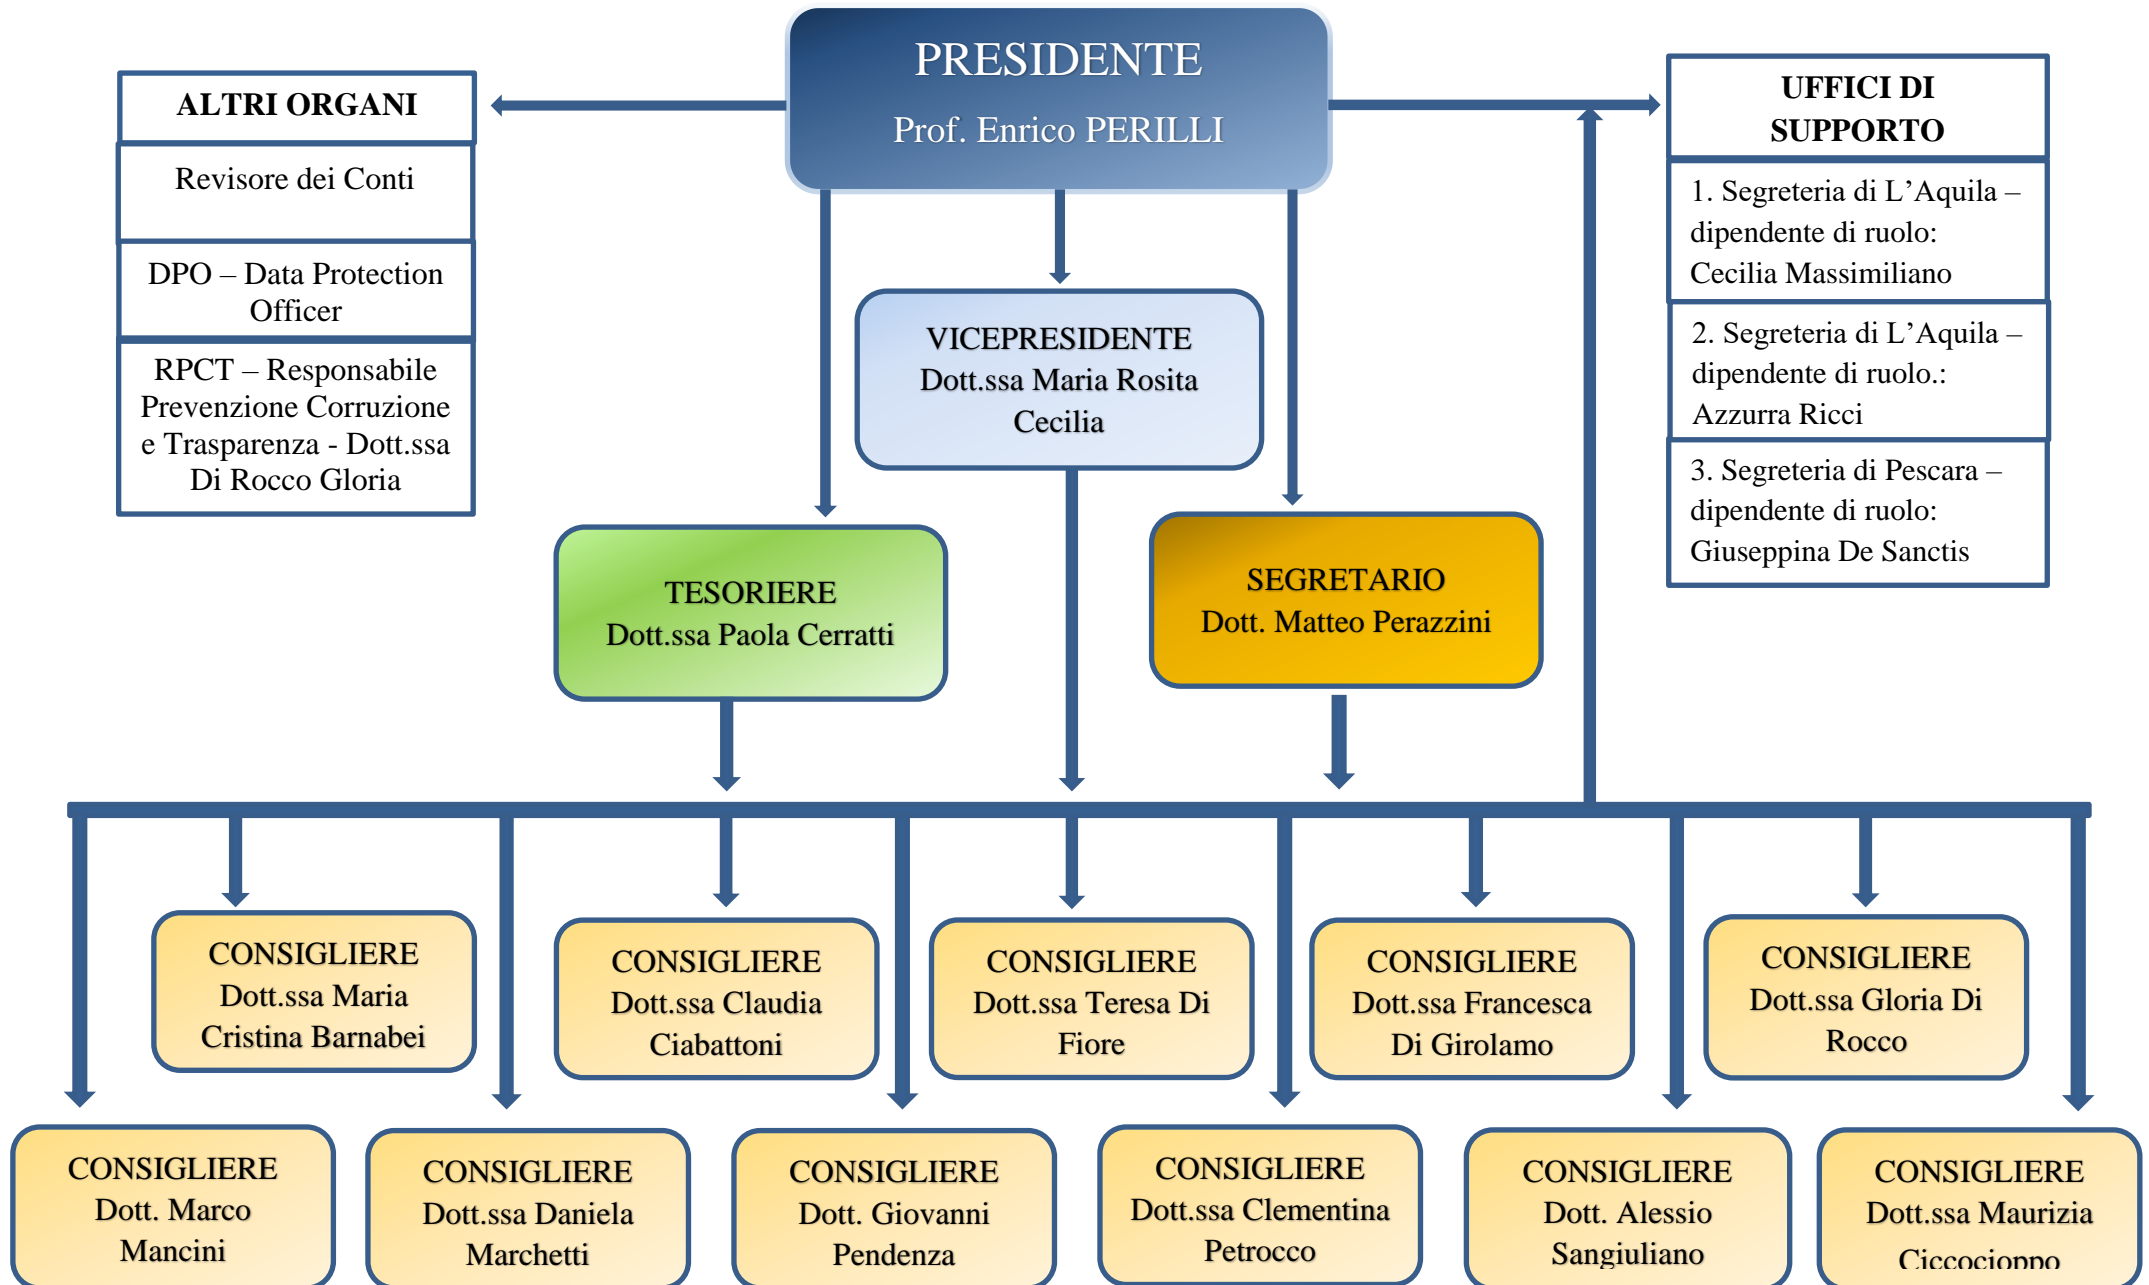 PRESIDENTE
Prof. Enrico PERILLI
ALTRI ORGANI
Revisore dei Conti
DPO – Data Protection
Officer
RPCT – Responsabile
Prevenzione Corruzione
e Trasparenza - Dott.ssa
Di Rocco Gloria
UFFICI DI
SUPPORTO
1. Segreteria di L’Aquila –
dipendente di ruolo:
Cecilia Massimiliano
2. Segreteria di L’Aquila –
dipendente di ruolo.:
Azzurra Ricci
3. Segreteria di Pescara –
dipendente di ruolo:
Giuseppina De Sanctis
VICEPRESIDENTE
Dott.ssa Maria Rosita
Cecilia
TESORIERE
Dott.ssa Paola Cerratti
SEGRETARIO
Dott. Matteo Perazzini
CONSIGLIERE
Dott.ssa Maria
Cristina Barnabei
CONSIGLIERE
Dott.ssa Claudia
Ciabattoni
CONSIGLIERE
Dott.ssa Teresa Di
Fiore
CONSIGLIERE
Dott.ssa Francesca
Di Girolamo
CONSIGLIERE
Dott.ssa Gloria Di
Rocco
CONSIGLIERE
Dott. Marco
Mancini
CONSIGLIERE
Dott.ssa Daniela
Marchetti
CONSIGLIERE
Dott. Giovanni
Pendenza
CONSIGLIERE
Dott.ssa Clementina
Petrocco
CONSIGLIERE
Dott. Alessio
Sangiuliano
CONSIGLIERE
Dott.ssa Maurizia
Ciccocioppo